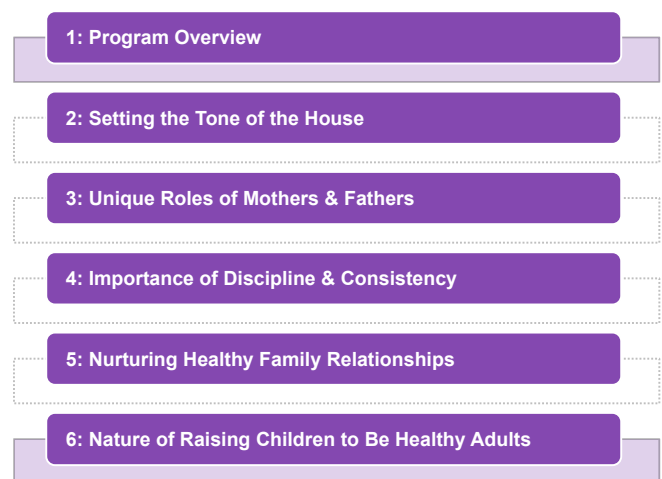 1: Program Overview
2: Setting the Tone of the House
3: Unique Roles of Mothers & Fathers
4: Importance of Discipline & Consistency
5: Nurturing Healthy Family Relationships
6: Nature of Raising Children to Be Healthy Adults